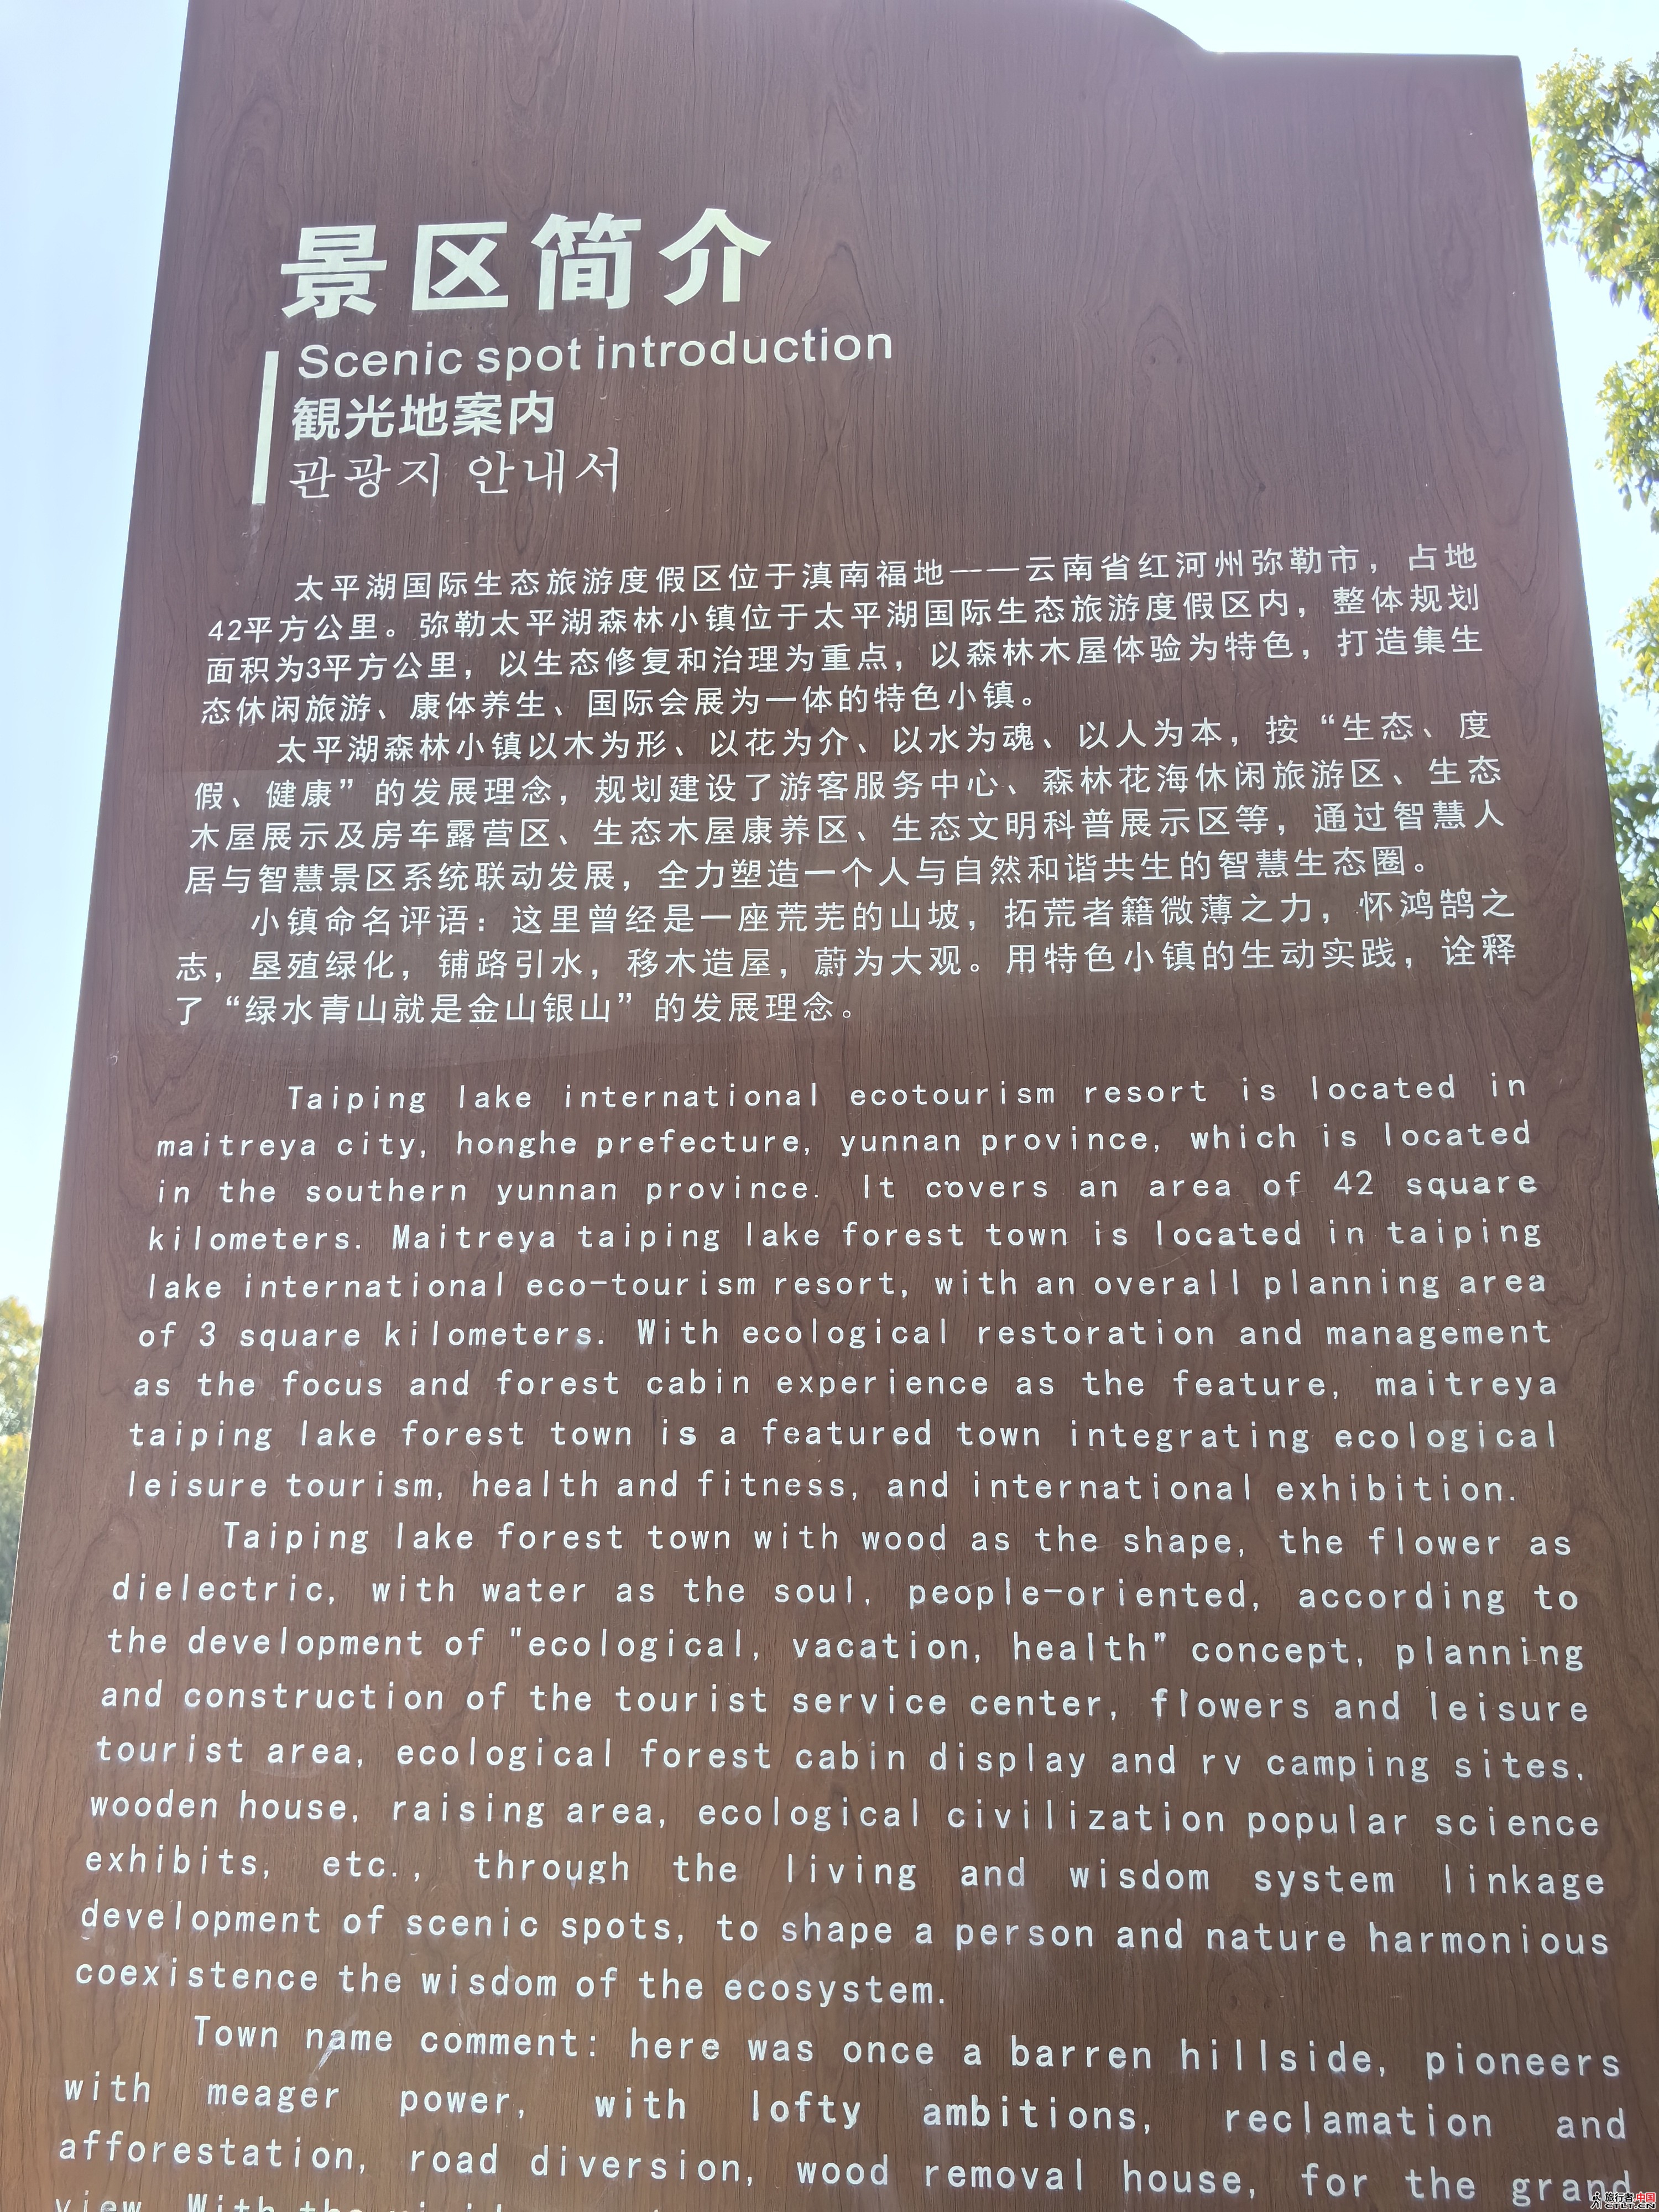 景区简介
Scenic spot introduction
観光地案内
관광지 안내서
太平湖国际生态旅游度假区位于滇南福地——云南省红河州弥勒市，占地
42平方公里。弥勒太平湖森林小镇位于太平湖国际生态旅游度假区内，整体规划
面积为3平方公里，以生态修复和治理为重点，以森林木屋体验为特色，打造集生
态休闲旅游、康体养生、国际会展为一体的特色小镇。
太平湖森林小镇以木为形、以花为介、以水为魂、以人为本，按“生态、度
假、健康”的发展理念，规划建设了游客服务中心、森林花海休闲旅游区、生态
木屋展示及房车露营区、生态木屋康养区、生态文明科普展示区等，通过智慧人
居与智慧景区系统联动发展，全力塑造一个人与自然和谐共生的智慧生态圈。
小镇命名评语：这里曾经是一座荒芜的山坡，拓荒者籍微薄之力，怀鸿鹄之
志，垦殖绿化，铺路引水，移木造屋，蔚为大观。用特色小镇的生动实践，诠释
了“绿水青山就是金山银山”的发展理念。
Taiping lake international ecotourism resort is located in
maitreya city, honghe prefecture, yunnan province, which is located
in the southern yunnan province. It covers an area of 42 square
kilometers. Maitreya taiping lake forest town is located in taiping
lake international eco-tourism resort, with an overall planning area
of 3 square kilometers. With ecological restoration and management
as the focus and forest cabin experience as the feature, maitreya
taiping lake forest town is a featured town integrating ecological
leisure tourism, health and fitness, and international exhibition.
Taiping lake forest town with wood as the shape, the flower as
dielectric, with water as the soul, people-oriented, according to
the development of "ecological, vacation, health" concept, planning
and construction of the tourist service center, flowers and leisure
tourist area, ecological forest cabin display and rv camping sites,
wooden house, raising area, ecological civilization popular science
exhibits, etc., through the living and wisdom system linkage
development of scenic spots, to shape a person and nature harmonious
coexistence the wisdom of the ecosystem.
Town name comment: here was once a barren hillside, pioneers
with meager power, with lofty ambitions, reclamation and
afforestation, road diversion, wood removal house, for the grand
view. With the
旅行者.中国